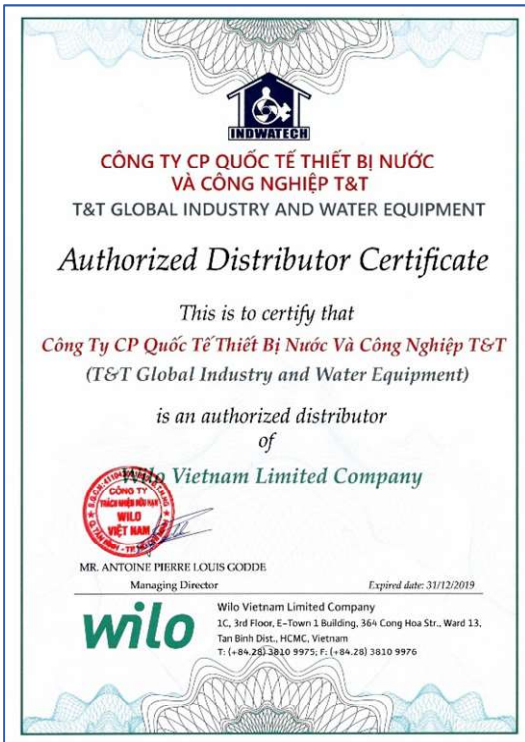 INDWATECH
CÔNG TY CP QUỐC TẾ THIẾT BỊ NƯỚC
VÀ CÔNG NGHIỆP T&T
T&T GLOBAL INDUSTRY AND WATER EQUIPMENT
Authorized Distributor Certificate
This is to certify that
Công Ty CP Quốc Tế Thiết Bị Nước Và Công Nghiệp T&T
(T&T Global Industry and Water Equipment)
is an authorized distributor
of
Wilo Vietnam Limited Company
CÔNG TY
TRÁCH NHIỆM HỮU HẠN
WILO
VIỆT NAM
MR. ANTOINE PIERRE LOUIS GODDE
Managing Director
Expired date: 31/12/2019
wilo
Wilo Vietnam Limited Company
1C, 3rd Floor, E-Town 1 Building, 364 Cong Hoa Str., Ward 13,
Tan Binh Dist., HCMC, Vietnam
T: (+84.28) 3810 9975; F: (+84.28) 3810 9976